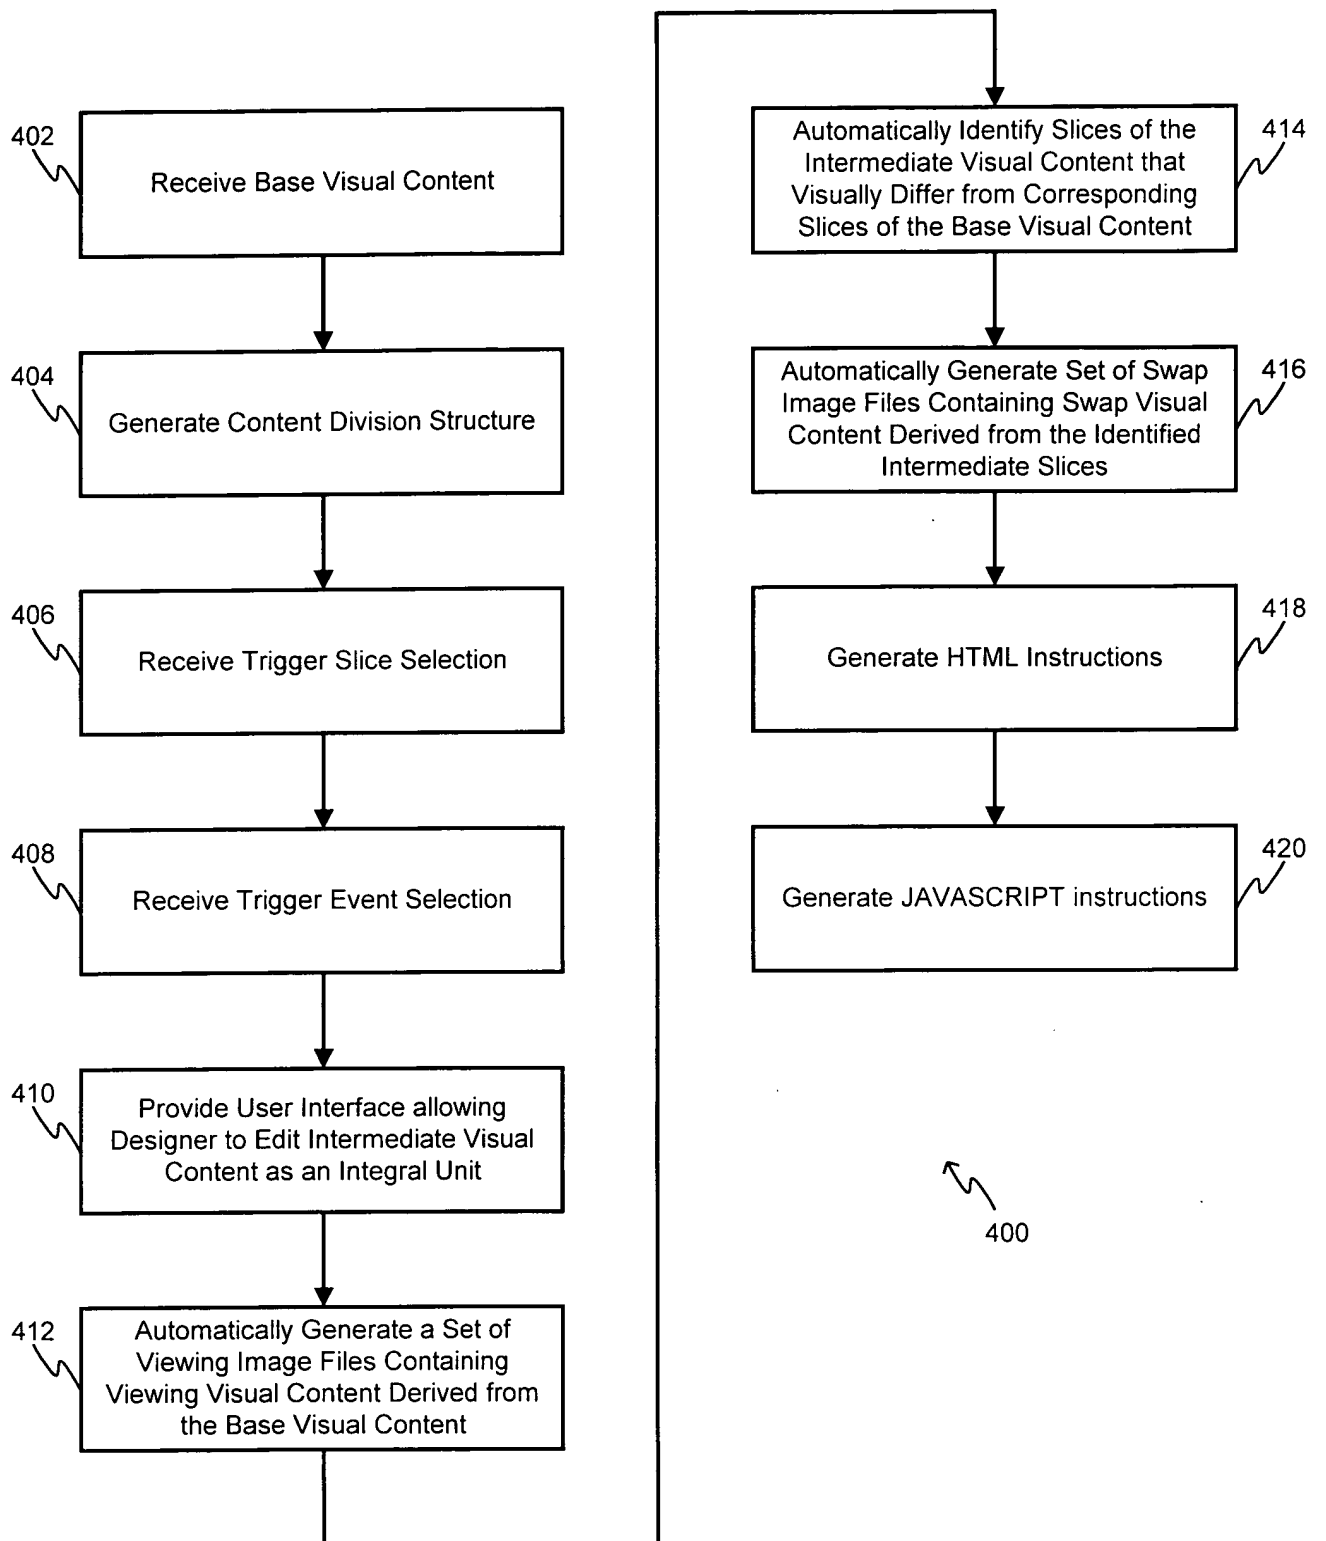 402
Receive Base Visual Content
404
Generate Content Division Structure
406
Receive Trigger Slice Selection
408
Receive Trigger Event Selection
410
Provide User Interface allowing
Designer to Edit Intermediate Visual
Content as an Integral Unit
412
Automatically Generate a Set of
Viewing Image Files Containing
Viewing Visual Content Derived from
the Base Visual Content
414
Automatically Identify Slices of the
Intermediate Visual Content that
Visually Differ from Corresponding
Slices of the Base Visual Content
416
Automatically Generate Set of Swap
Image Files Containing Swap Visual
Content Derived from the Identified
Intermediate Slices
418
Generate HTML Instructions
420
Generate JAVASCRIPT instructions
400